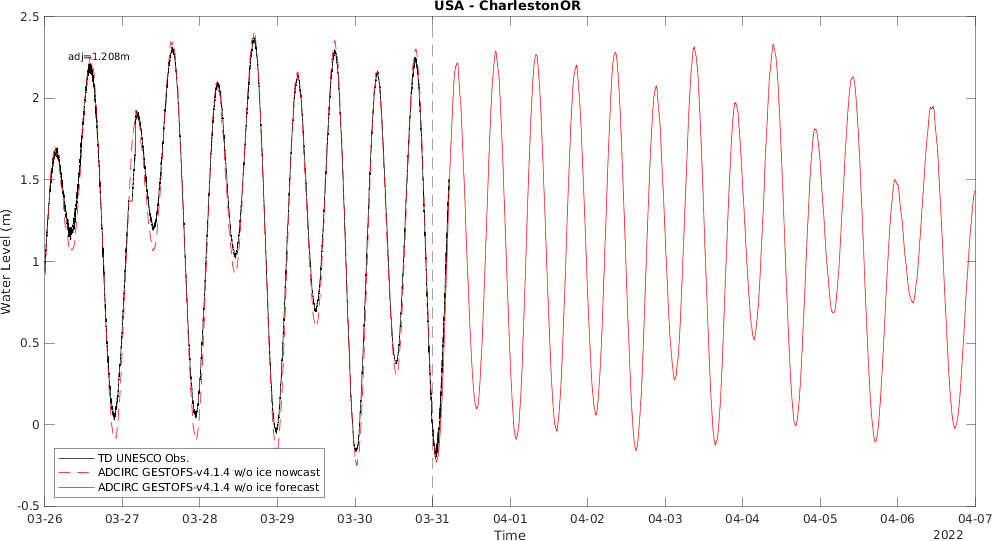 USA - CharlestonOR
adj=1.208m
2.5
2
1.5
1
0.5
0
-0.5
Water Level (m)
TD UNESCO Obs.
ADCIRC GESTOFS-v4.1.4 w/o ice nowcast
ADCIRC GESTOFS-v4.1.4 w/o ice forecast
03-26 03-27 03-28 03-29 03-30 03-31 04-01 04-02 04-03 04-04 04-05 04-06 04-07
Time
2022